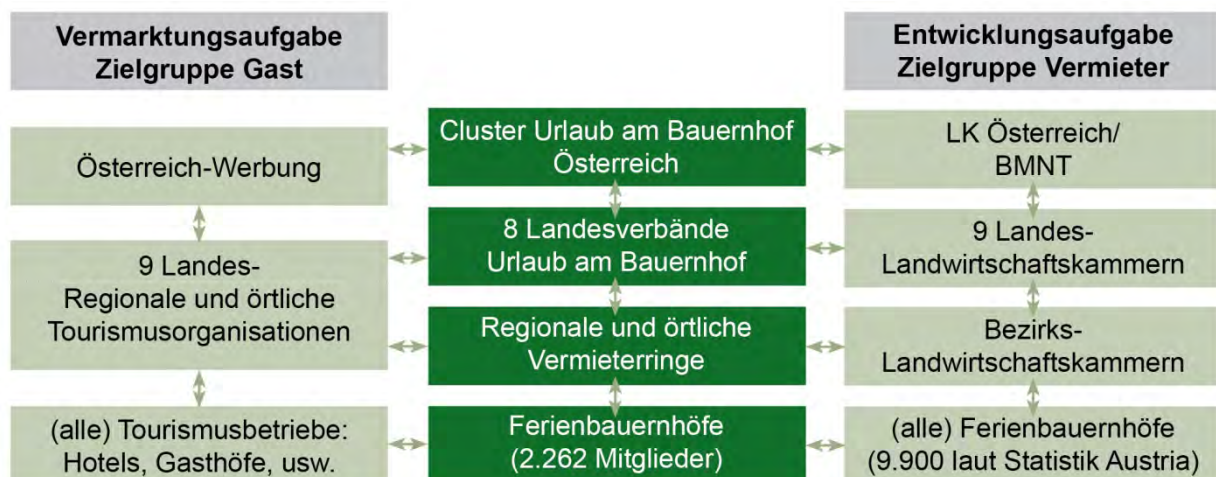 Vermarktungsaufgabe
Zielgruppe Gast
Entwicklungsaufgabe
Zielgruppe Vermieter
Österreich-Werbung
Cluster Urlaub am Bauernhof
Österreich
LK Österreich/
BMNT
9 Landes-
Regionale und örtliche
Tourismusorganisationen
8 Landesverbände
Urlaub am Bauernhof
9 Landes-
Landwirtschaftskammern
Regionale und örtliche
Vermieterringe
Bezirks-
Landwirtschaftskammern
(alle) Tourismusbetriebe:
Hotels, Gasthöfe, usw.
Ferienbauernhöfe
(2.262 Mitglieder)
(alle) Ferienbauernhöfe
(9.900 laut Statistik Austria)